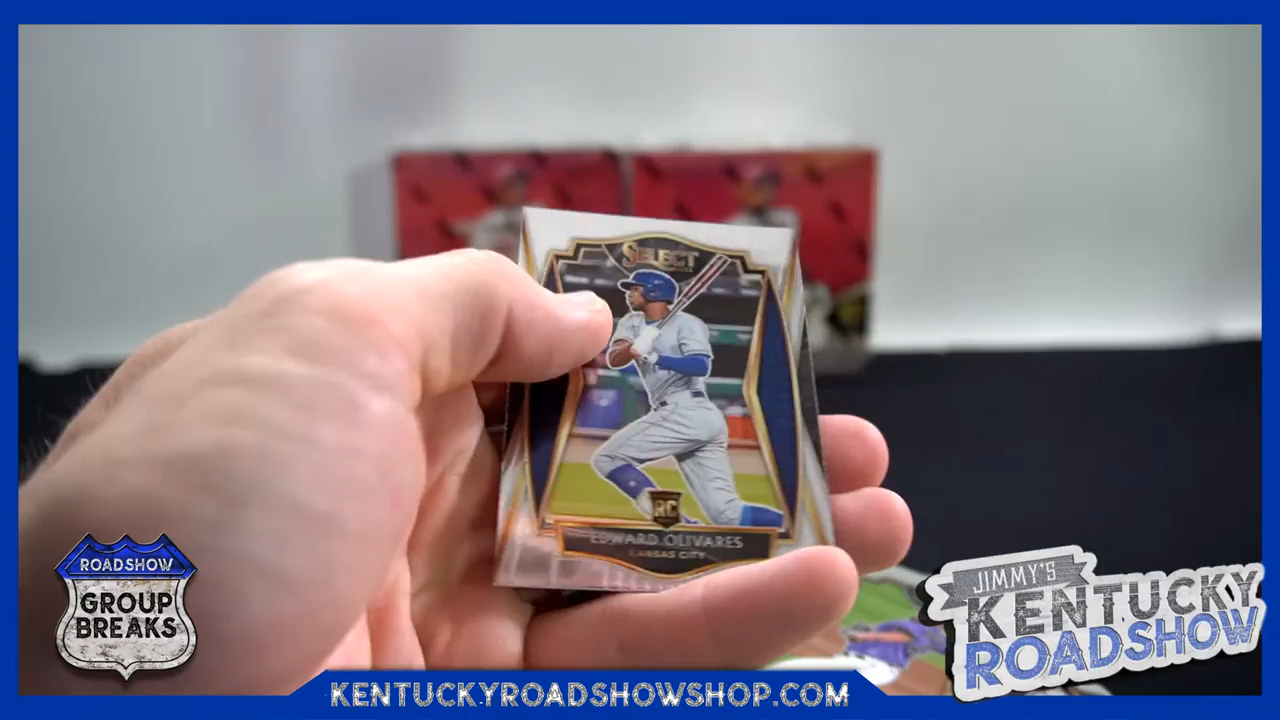 SELECT
RC
EDWARD OLIVARES
KANSAS CITY
ROADSHOW
GROUP
BREAKS
JIMMY'S
KENTUCKY
ROADSHOW
KENTUCKYROADSHOWSHOP.COM